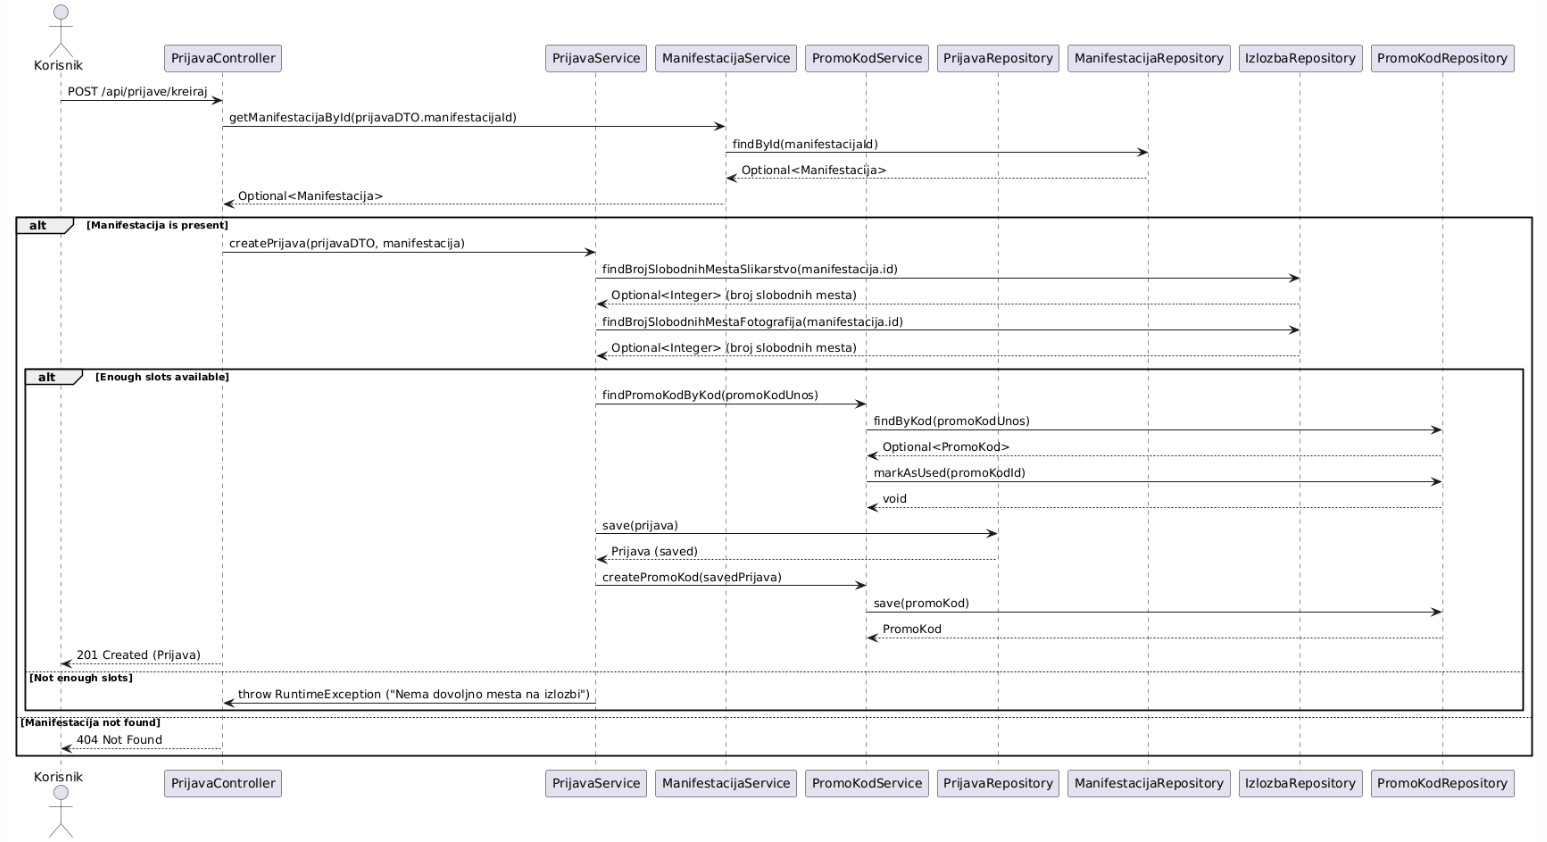 Korisnik
PrijavaController
PrijavaService
ManifestacijaService
PromoKodService
PrijavaRepository
ManifestacijaRepository
IzlozbaRepository
PromoKodRepository
POST /api/prijave/kreiraj
getManifestacijaById(prijavaDTO.manifestacijaId)
findById(manifestacijaId)
Optional<Manifestacija>
Optional<Manifestacija>
alt [Manifestacija is present]
createPrijava(prijavaDTO, manifestacija)
findBrojSlobodnihMestaSlikarstvo(manifestacija.id)
Optional<Integer> (broj slobodnih mesta)
findBrojSlobodnihMestaFotografija(manifestacija.id)
Optional<Integer> (broj slobodnih mesta)
alt [Enough slots available]
findPromoKodByKod(promoKodUnos)
findByKod(promoKodUnos)
Optional<PromoKod>
markAsUsed(promoKodId)
void
save(prijava)
Prijava (saved)
createPromoKod(savedPrijava)
save(promoKod)
PromoKod
201 Created (Prijava)
[Not enough slots]
throw RuntimeException ("Nema dovoljno mesta na izlozbi")
[Manifestacija not found]
404 Not Found
Korisnik
PrijavaController
PrijavaService
ManifestacijaService
PromoKodService
PrijavaRepository
ManifestacijaRepository
IzlozbaRepository
PromoKodRepository